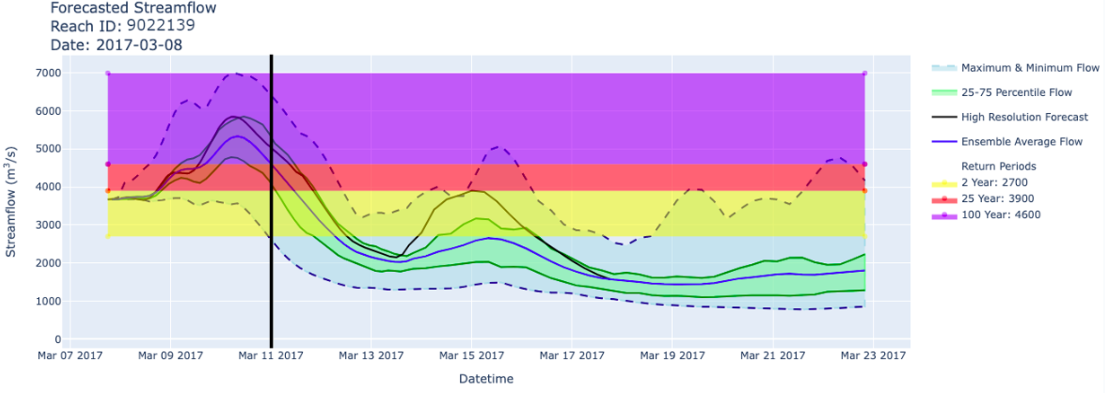 Forecasted Streamflow
Reach ID: 9022139
Date: 2017-03-08
Streamflow (m³/s)
7000
6000
5000
4000
3000
2000
1000
0
Mar 07 2017 Mar 09 2017 Mar 11 2017 Mar 13 2017 Mar 15 2017 Mar 17 2017 Mar 19 2017 Mar 21 2017 Mar 23 2017
Datetime
Maximum & Minimum Flow
25-75 Percentile Flow
High Resolution Forecast
Ensemble Average Flow
Return Periods
2 Year: 2700
25 Year: 3900
100 Year: 4600